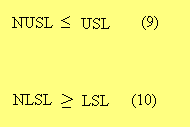 NUSL ≤ USL (9)
NLSL ≥ LSL (10)